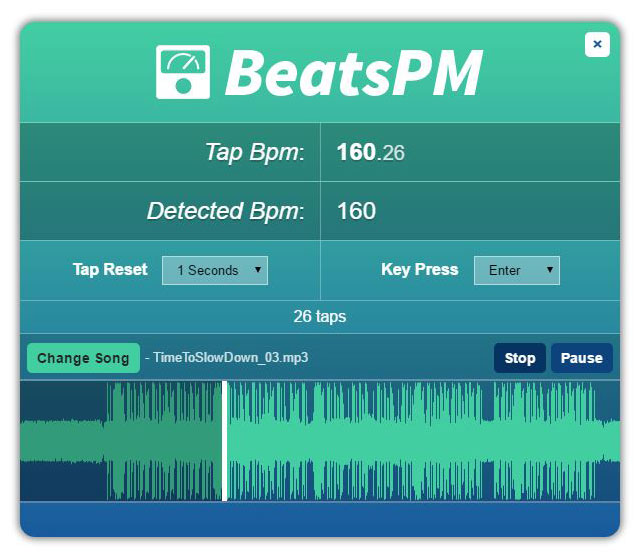 BeatsPM
×
Tap Bpm: 160.26
Detected Bpm: 160
Tap Reset 1 Seconds ▼ Key Press Enter ▼
26 taps
Change Song - TimeToSlowDown_03.mp3 Stop Pause